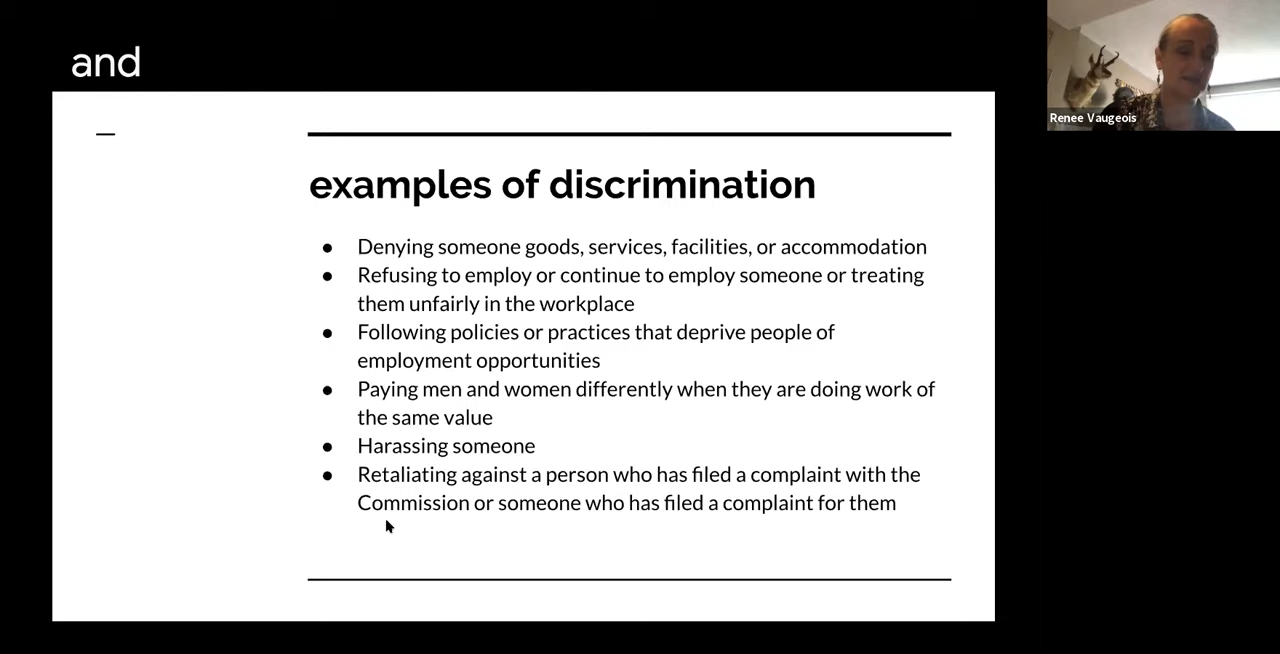 and
Renee Vaugeois
examples of discrimination
● Denying someone goods, services, facilities, or accommodation
● Refusing to employ or continue to employ someone or treating
them unfairly in the workplace
● Following policies or practices that deprive people of
employment opportunities
● Paying men and women differently when they are doing work of
the same value
● Harassing someone
● Retaliating against a person who has filed a complaint with the
Commission or someone who has filed a complaint for them